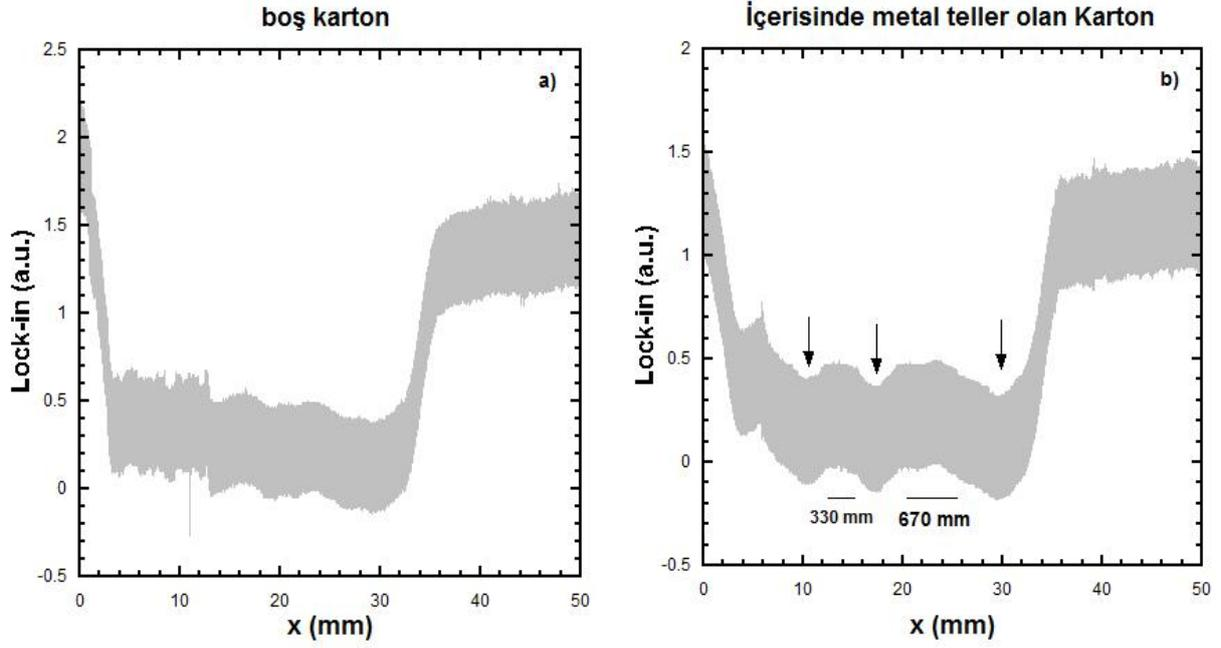 boş karton
a)
2.5
2
1.5
1
0.5
0
-0.5
Lock-in (a.u.)
0 10 20 30 40 50
x (mm)
İçerisinde metal teller olan Karton
b)
2
1.5
1
0.5
0
-0.5
Lock-in (a.u.)
330 mm
670 mm
0 10 20 30 40 50
x (mm)